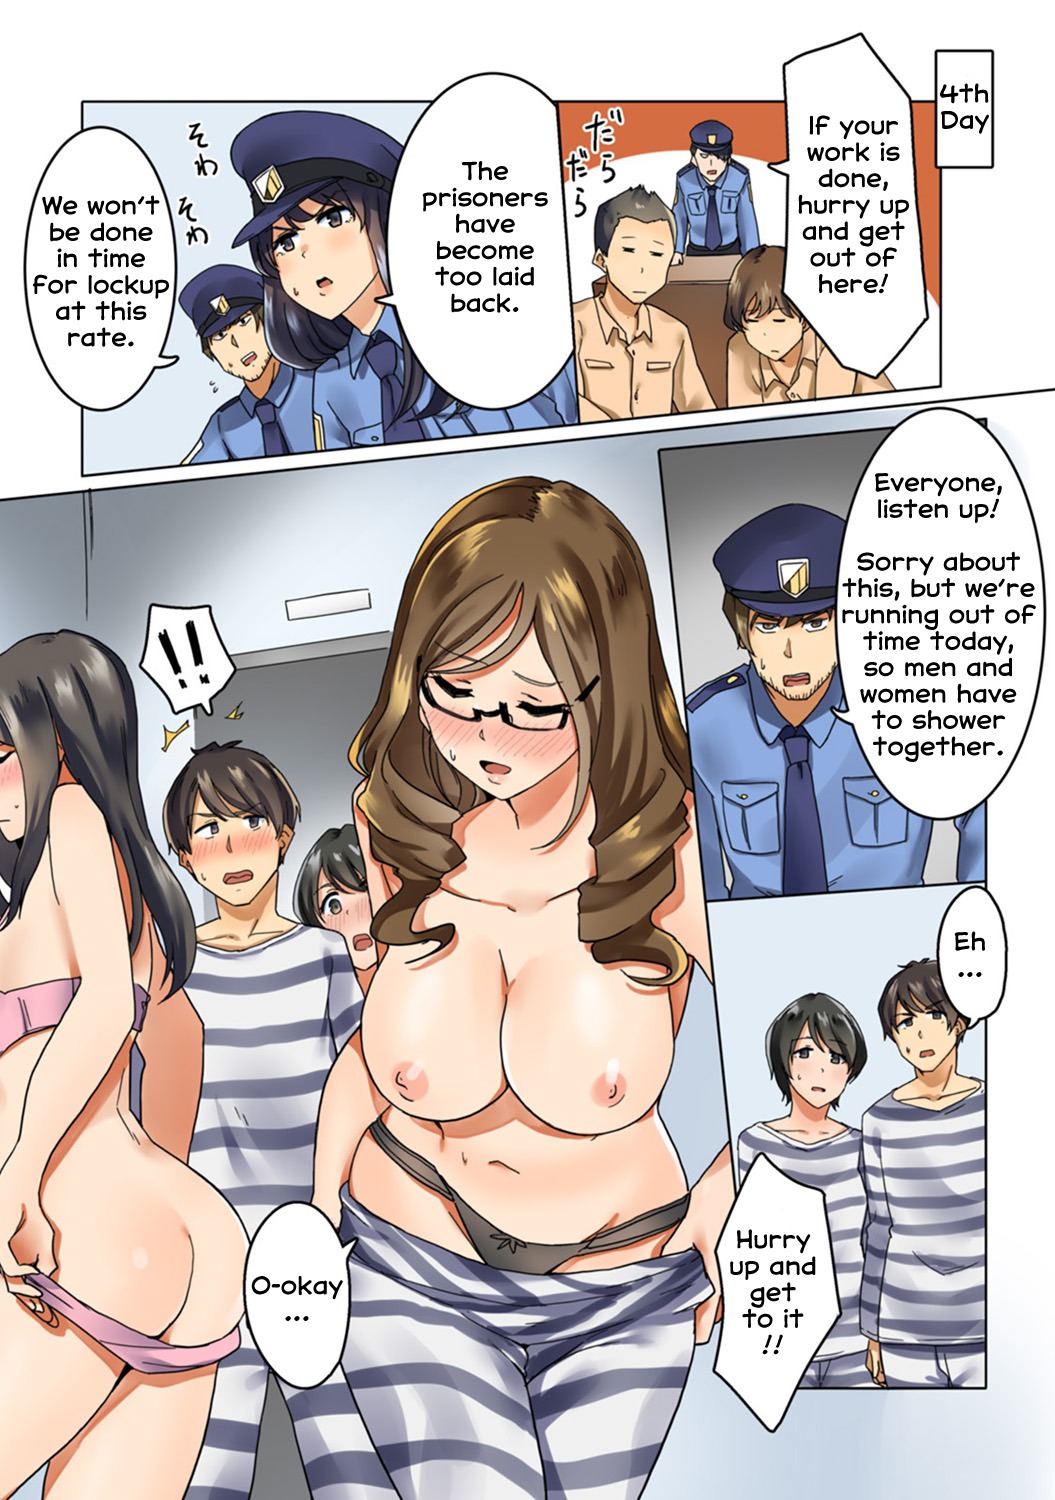 4th
Day
If your
work is
done,
hurry up
and get
out of
here!
だら
だら
The
prisoners
have
become
too laid
back.
そわ
そわ
We won't
be done
in time
for lockup
at this
rate.
Everyone,
listen up!
Sorry about
this, but we're
running out of
time today,
so men and
women have
to shower
together.
Eh
...
Hurry
up and
get
to it
!!
!!
O-okay
...